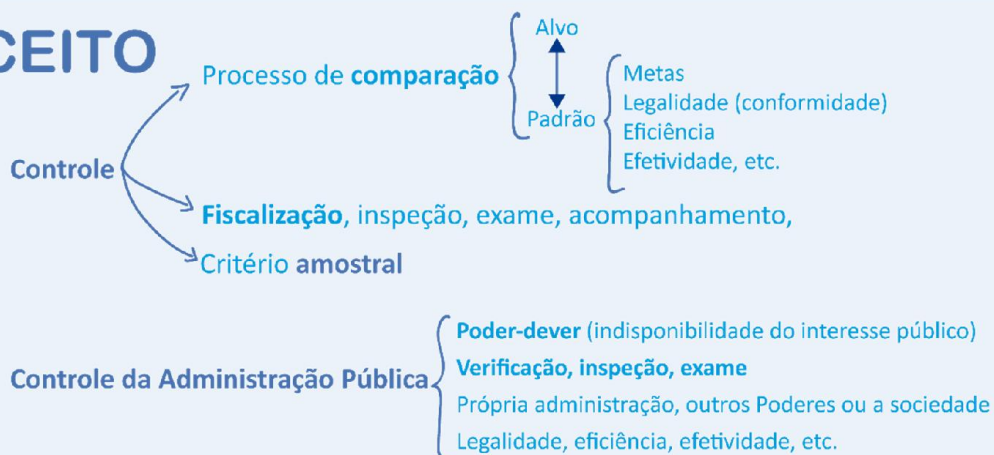 CEITO
Alvo
Processo de comparação
Padrão
Metas
Legalidade (conformidade)
Eficiência
Efetividade, etc.
Controle
Fiscalização, inspeção, exame, acompanhamento,
Critério amostral
Poder-dever (indisponibilidade do interesse público)
Verificação, inspeção, exame
Controle da Administração Pública
Própria administração, outros Poderes ou a sociedade
Legalidade, eficiência, efetividade, etc.